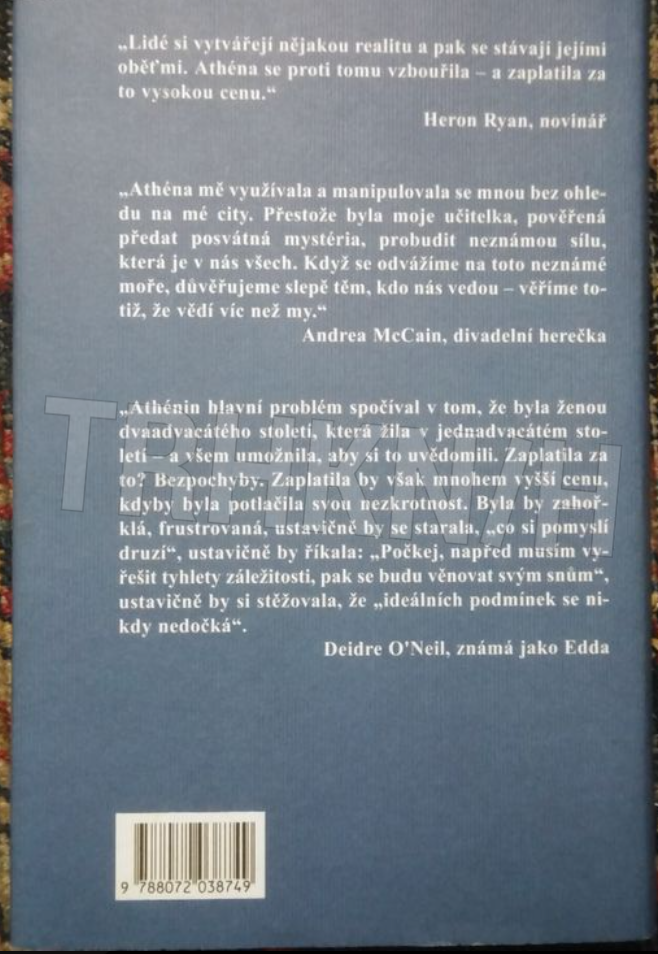 „Lidé si vytvářejí nějakou realitu a pak se stávají jejími
oběťmi. Athéna se proti tomu vzbouřila – a zaplatila za
to vysokou cenu.“
Heron Ryan, novinář
„Athéna mě využívala a manipulovala se mnou bez ohle-
du na mé city. Přestože byla moje učitelka, pověřená
předat posvátná mystéria, probudit neznámou sílu,
která je v nás všech. Když se odvážíme na toto neznámé
moře, důvěřujeme slepě těm, kdo nás vedou – věříme to-
tiž, že vědí víc než my.“
Andrea McCain, divadelní herečka
„Athénin hlavní problém spočíval v tom, že byla ženou
dvaadvacátého století, která žila v jednadvacátém sto-
letí – a všem umožnila, aby si to uvědomili. Zaplatila za
to? Bezpochyby. Zaplatila by však mnohem vyšší cenu,
kdyby byla potlačila svou nezkrotnost. Byla by zahoř-
klá, frustrovaná, ustavičně by se starala, „co si pomyslí
druzí“, ustavičně by říkala: „Počkej, napřed musím vy-
řešit tyhlety záležitosti, pak se budu věnovat svým snům“,
ustavičně by si stěžovala, že „ideálních podmínek se ni-
kdy nedočká“.
Deidre O'Neil, známá jako Edda
TRHKNIH
9 788072 038749